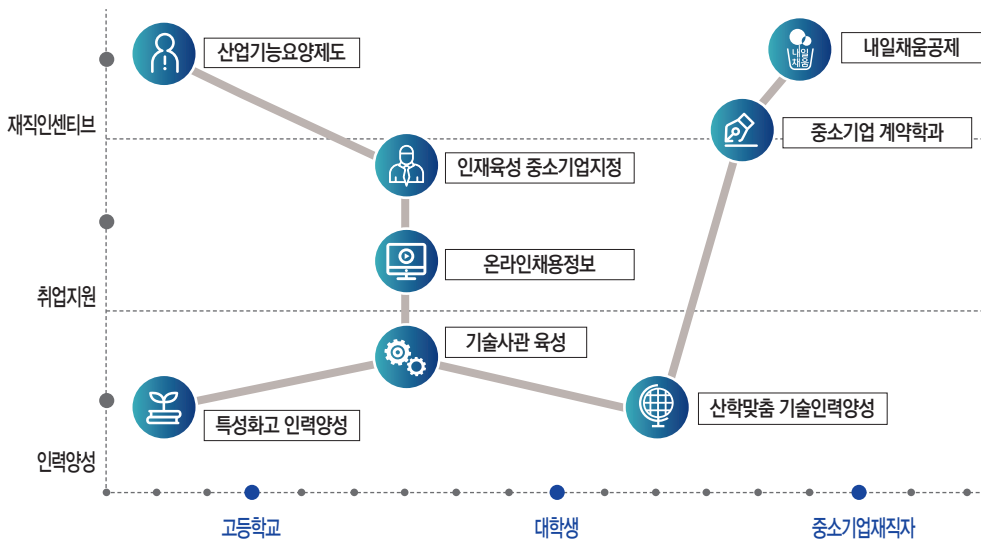 산업기능요양제도
내일
채움
내일채움공제
재직인센티브
중소기업 계약학과
인재육성 중소기업지정
온라인채용정보
취업지원
기술사관 육성
특성화고 인력양성
산학맞춤 기술인력양성
인력양성
고등학교
대학생
중소기업재직자